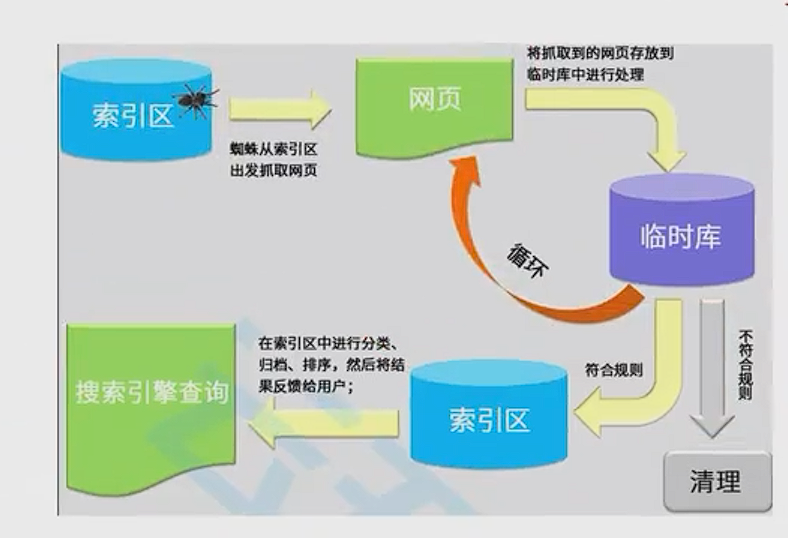 将抓取到的网页存放到
临时库中进行处理
索引区
网页
蜘蛛从索引区
出发抓取网页
临时库
循环
在索引区中进行分类、
归档、排序，然后将结
果反馈给用户；
符合规则
不符合规则
搜索引擎查询
索引区
清理